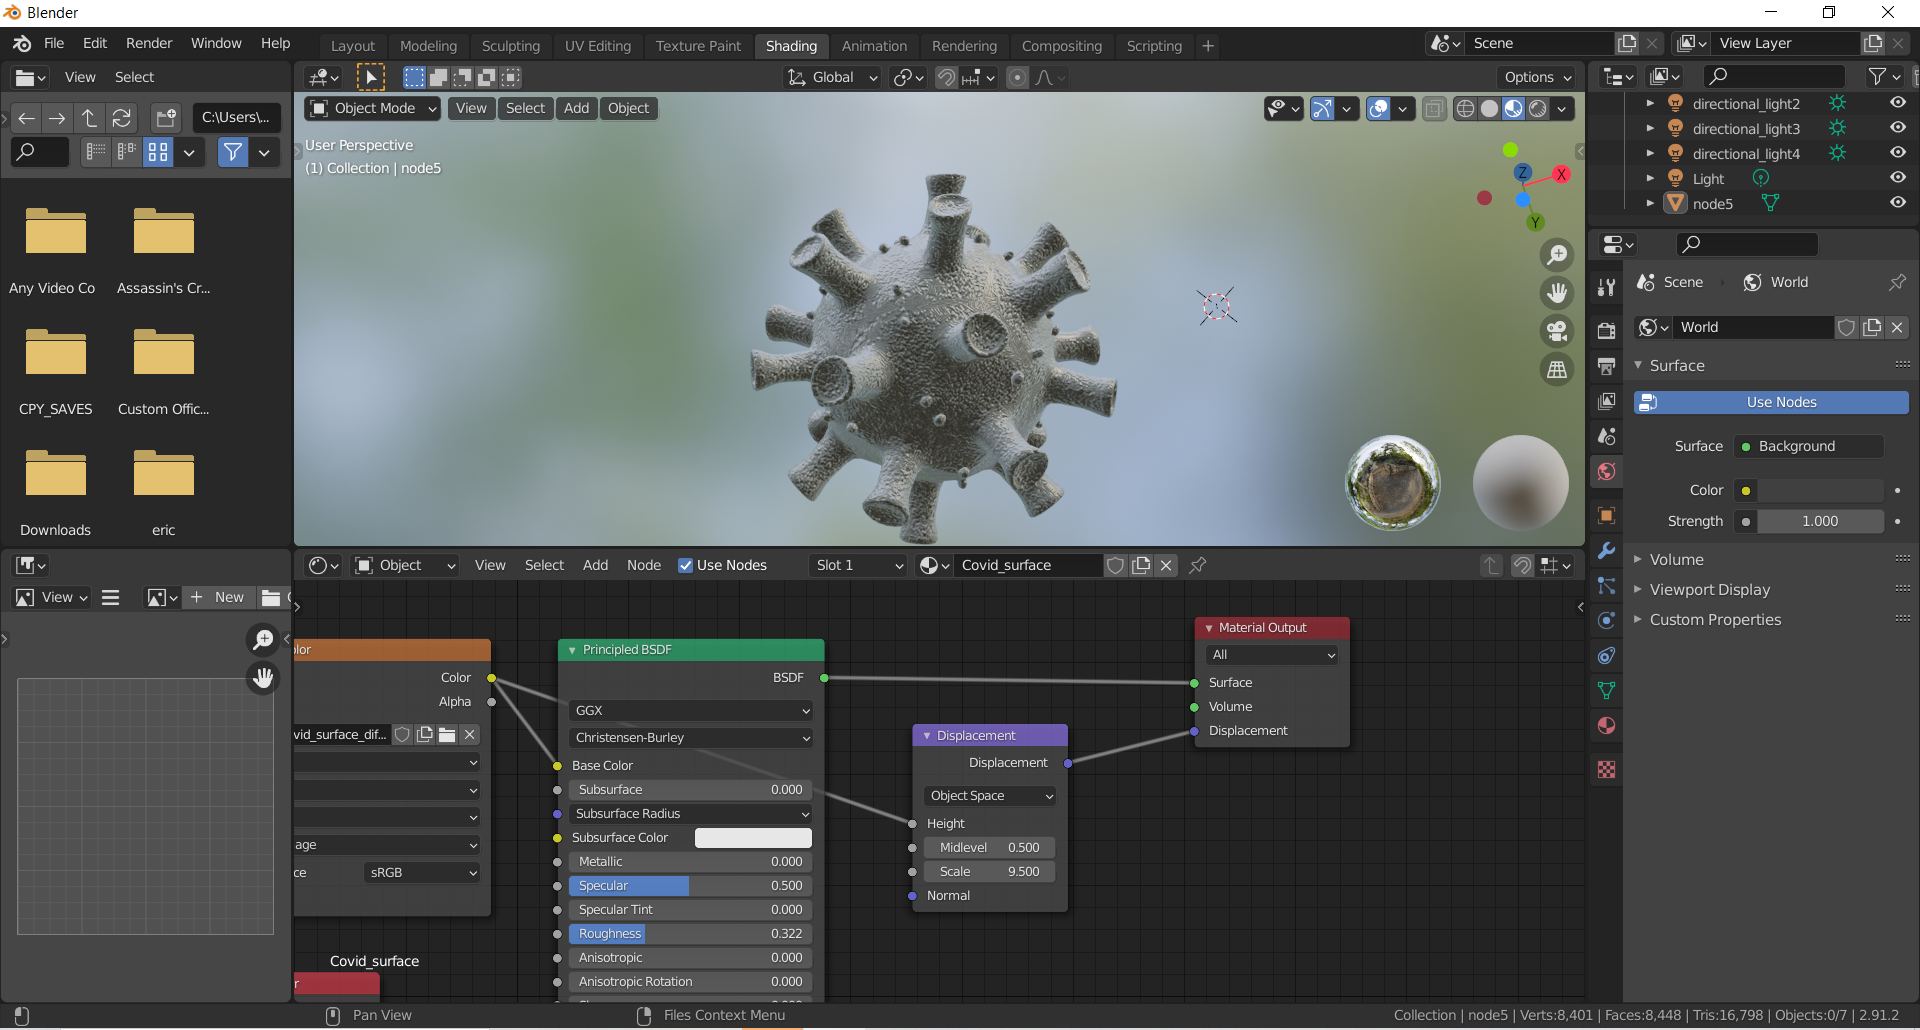 Blender
File Edit Render Window Help
Layout Modeling Sculpting UV Editing Texture Paint Shading Animation Rendering Compositing Scripting +
Scene
View Layer
View Select
C:\Users\...
Any Video Co
Assassin's Cr...
CPY_SAVES
Custom Offic...
Downloads
eric
Global
Options
Object Mode View Select Add Object
User Perspective
(1) Collection | node5
Z
X
Y
directional_light2
directional_light3
directional_light4
Light
node5
Scene World
World
Surface
Use Nodes
Surface Background
Color
Strength 1.000
Volume
Viewport Display
Custom Properties
View
+ New
Object View Select Add Node Use Nodes Slot 1 Covid_surface
olor
Color
Alpha
vid_surface_dif...
age
ce sRGB
Covid_surface
r
Principled BSDF
BSDF
GGX
Christensen-Burley
Base Color
Subsurface 0.000
Subsurface Radius
Subsurface Color
Metallic 0.000
Specular 0.500
Specular Tint 0.000
Roughness 0.322
Anisotropic 0.000
Anisotropic Rotation 0.000
Displacement
Displacement
Object Space
Height
Midlevel 0.500
Scale 9.500
Normal
Material Output
All
Surface
Volume
Displacement
Pan View
Files Context Menu
Collection | node5 | Verts:8,401 | Faces:8,448 | Tris:16,798 | Objects:0/7 | 2.91.2